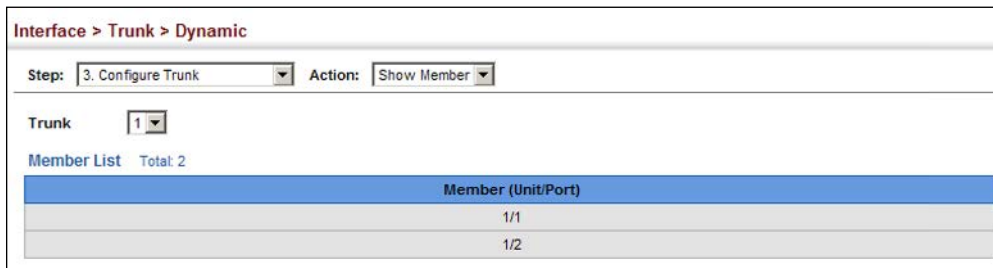 Interface > Trunk > Dynamic
Step: 3. Configure Trunk Action: Show Member
Trunk 1
Member List Total: 2
Member (Unit/Port)
1/1
1/2